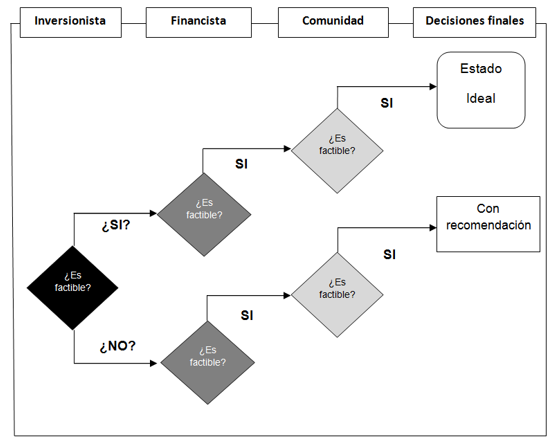 Inversionista
Financista
Comunidad
Decisiones finales
Estado
Ideal
SI
¿Es
factible?
SI
¿Es
factible?
Con
recomendación
¿SI?
SI
¿Es
factible?
¿Es
factible?
SI
¿NO?
¿Es
factible?